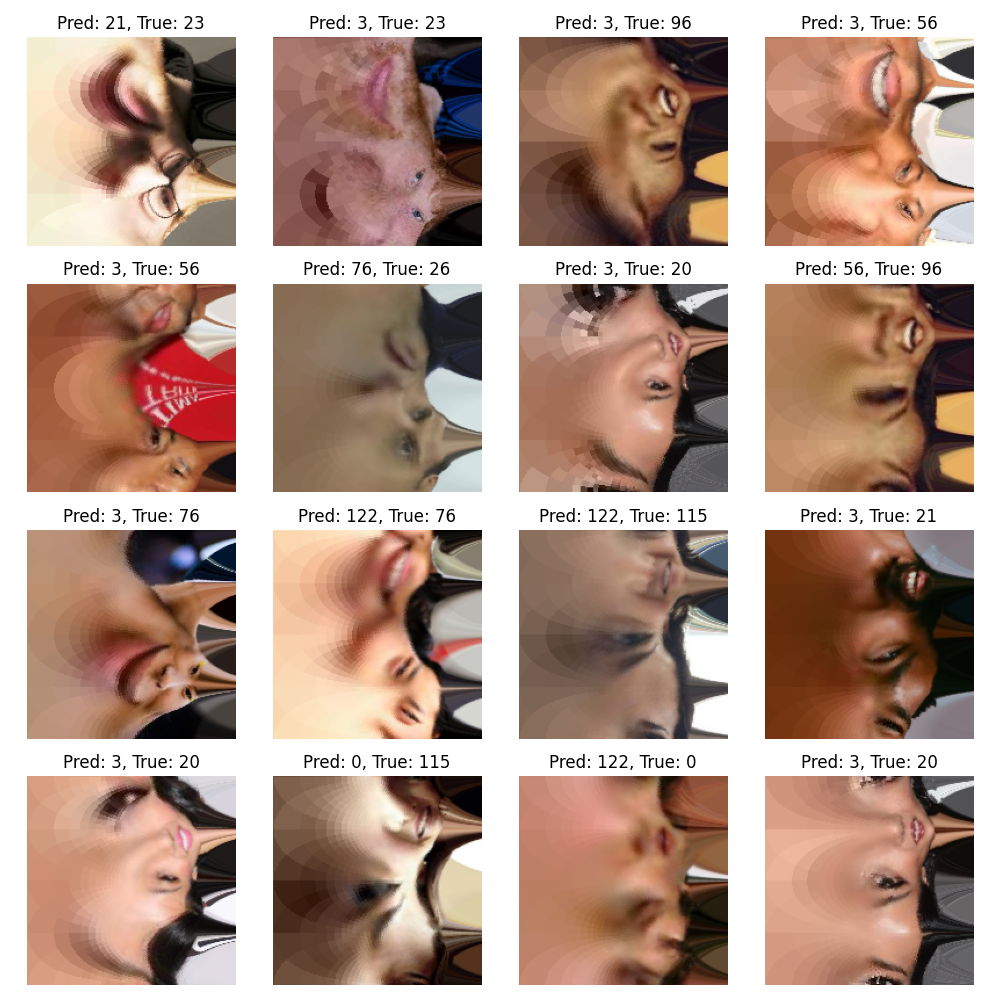 Pred: 21, True: 23
Pred: 3, True: 23
Pred: 3, True: 96
Pred: 3, True: 56
Pred: 3, True: 56
Pred: 76, True: 26
Pred: 3, True: 20
Pred: 56, True: 96
Pred: 3, True: 76
Pred: 122, True: 76
Pred: 122, True: 115
Pred: 3, True: 21
Pred: 3, True: 20
Pred: 0, True: 115
Pred: 122, True: 0
Pred: 3, True: 20